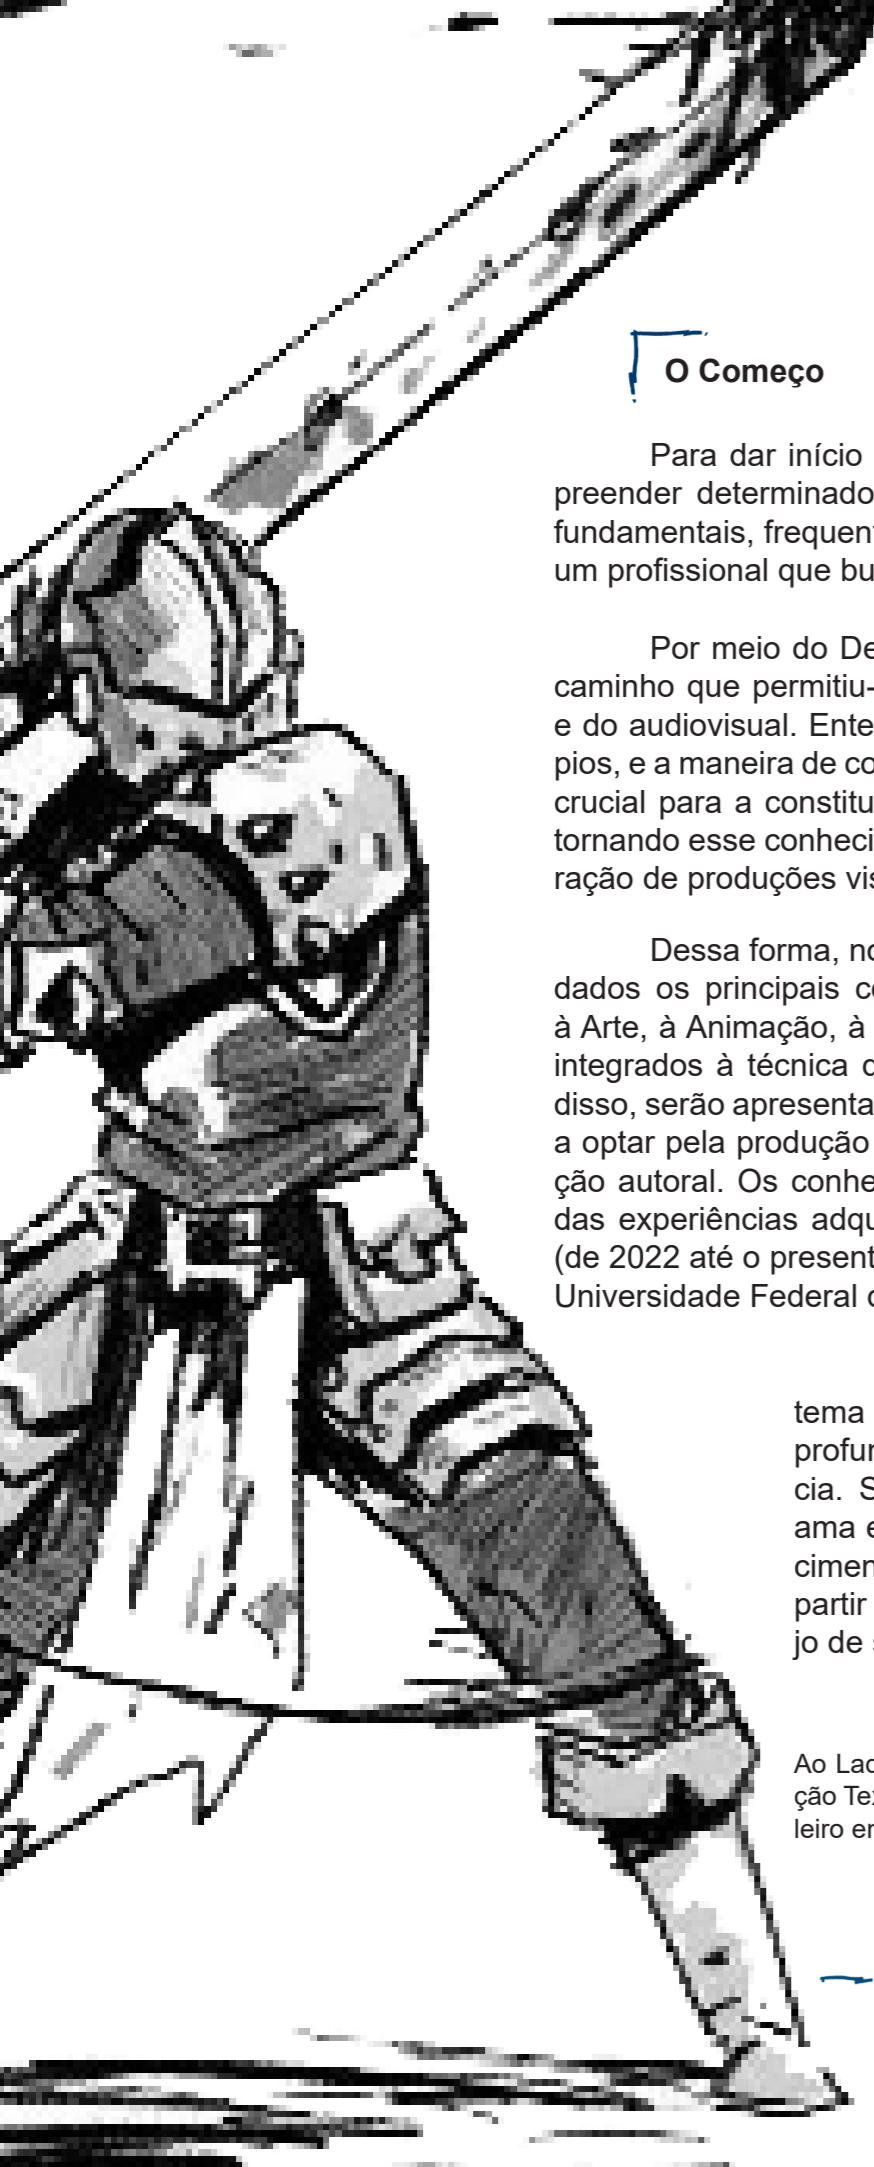 O Começo
Para dar início
preender determinado
fundamentais, frequen
um profissional que bu
Por meio do De
caminho que permitiu-
e do audiovisual. Ente
pios, e a maneira de co
crucial para a constitu
tornando esse conheci
ração de produções vis
Dessa forma, no
dados os principais c
à Arte, à Animação, à
integrados à técnica d
disso, serão apresenta
a optar pela produção
ção autoral. Os conhe
das experiências adqu
(de 2022 até o present
Universidade Federal
tema
profu
cia. S
ama e
cimen
partir
jo de
Ao Lad
ção Tex
leiro en